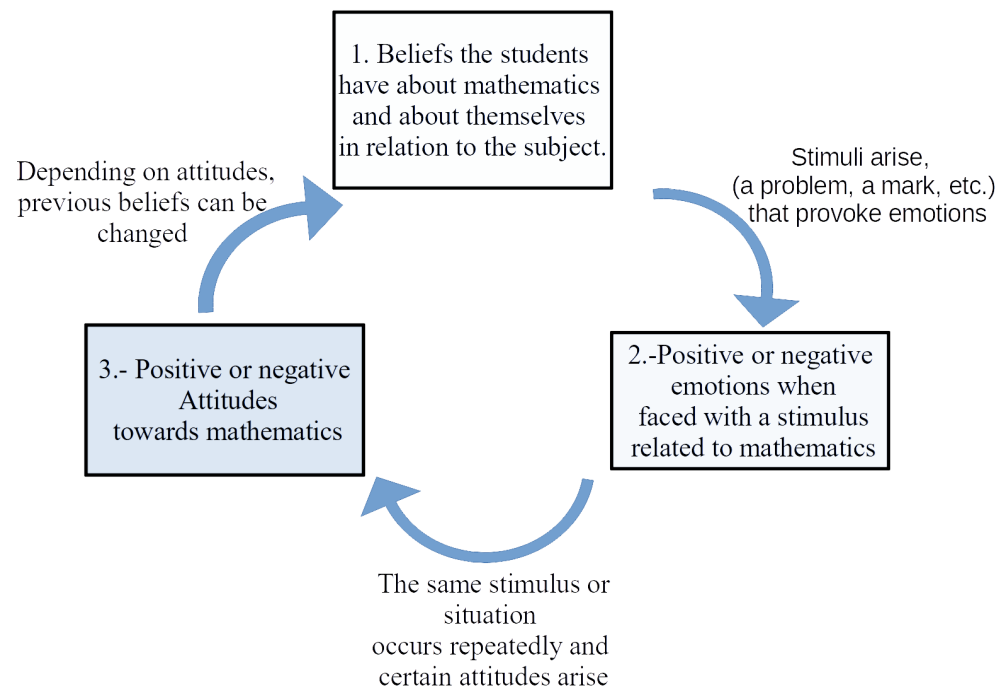 1. Beliefs the students
have about mathematics
and about themselves
in relation to the subject.
Stimuli arise,
(a problem, a mark, etc.)
that provoke emotions
2.-Positive or negative
emotions when
faced with a stimulus
related to mathematics
The same stimulus or
situation
occurs repeatedly and
certain attitudes arise
3.- Positive or negative
Attitudes
towards mathematics
Depending on attitudes,
previous beliefs can be
changed